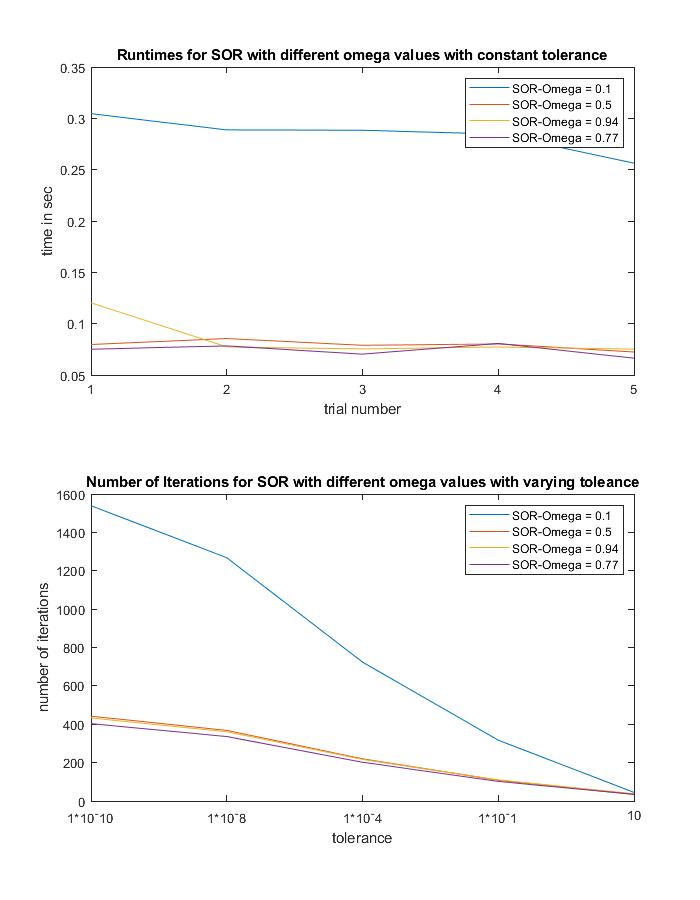 Runtimes for SOR with different omega values with constant tolerance
0.35
0.3
0.25
0.2
0.15
0.1
0.05
time in sec
SOR-Omega = 0.1
SOR-Omega = 0.5
SOR-Omega = 0.94
SOR-Omega = 0.77
1 2 3 4 5
trial number
Number of Iterations for SOR with different omega values with varying toleance
1600
1400
1200
1000
800
600
400
200
0
number of iterations
SOR-Omega = 0.1
SOR-Omega = 0.5
SOR-Omega = 0.94
SOR-Omega = 0.77
1*10^-10 1*10^-8 1*10^-4 1*10^-1 10
tolerance